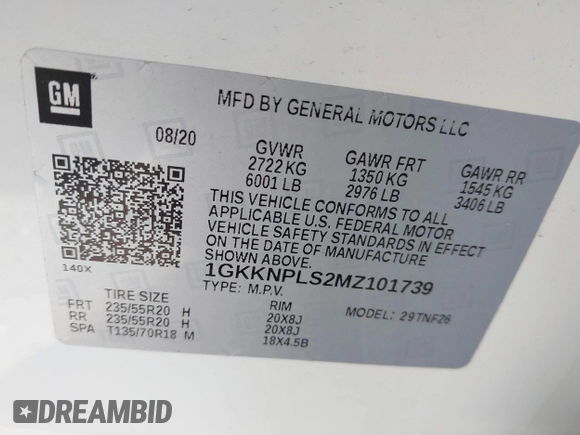 GM
MFD BY GENERAL MOTORS LLC
08/20
GVWR
2722 KG
6001 LB
GAWR FRT
1350 KG
2976 LB
GAWR RR
1545 KG
3406 LB
THIS VEHICLE CONFORMS TO ALL
APPLICABLE U.S. FEDERAL MOTOR
VEHICLE SAFETY STANDARDS IN EFFECT
ON THE DATE OF MANUFACTURE
SHOWN ABOVE.
140X
1GKKNPLS2MZ101739
TYPE: M.P.V.
MODEL: 29TNF26
TIRE SIZE
RIM
FRT 235/55R20 H 20X8J
RR 235/55R20 H 20X8J
SPA T135/70R18 M 18X4.5B
DREAMBID